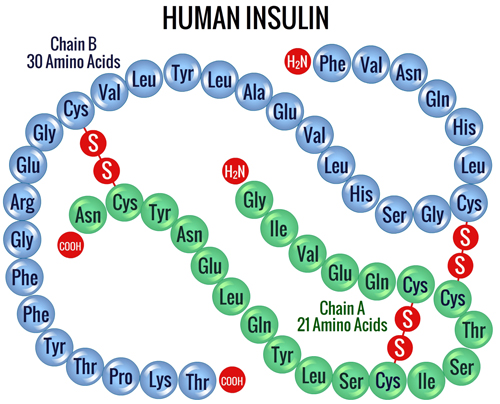 HUMAN INSULIN
Chain B
30 Amino Acids
H₂N
Phe
Val
Asn
Gln
His
Leu
Cys
Gly
Ser
His
Leu
Val
Glu
Ala
Leu
Tyr
Leu
Val
Cys
Gly
Glu
Arg
Gly
Phe
Phe
Tyr
Thr
Pro
Lys
Thr
COOH
S
S
H₂N
Gly
Ile
Val
Glu
Gln
Cys
Cys
Thr
Ser
Ile
Cys
Ser
Leu
Tyr
Gln
Leu
Glu
Asn
Tyr
Cys
Asn
COOH
S
S
S
S
Chain A
21 Amino Acids